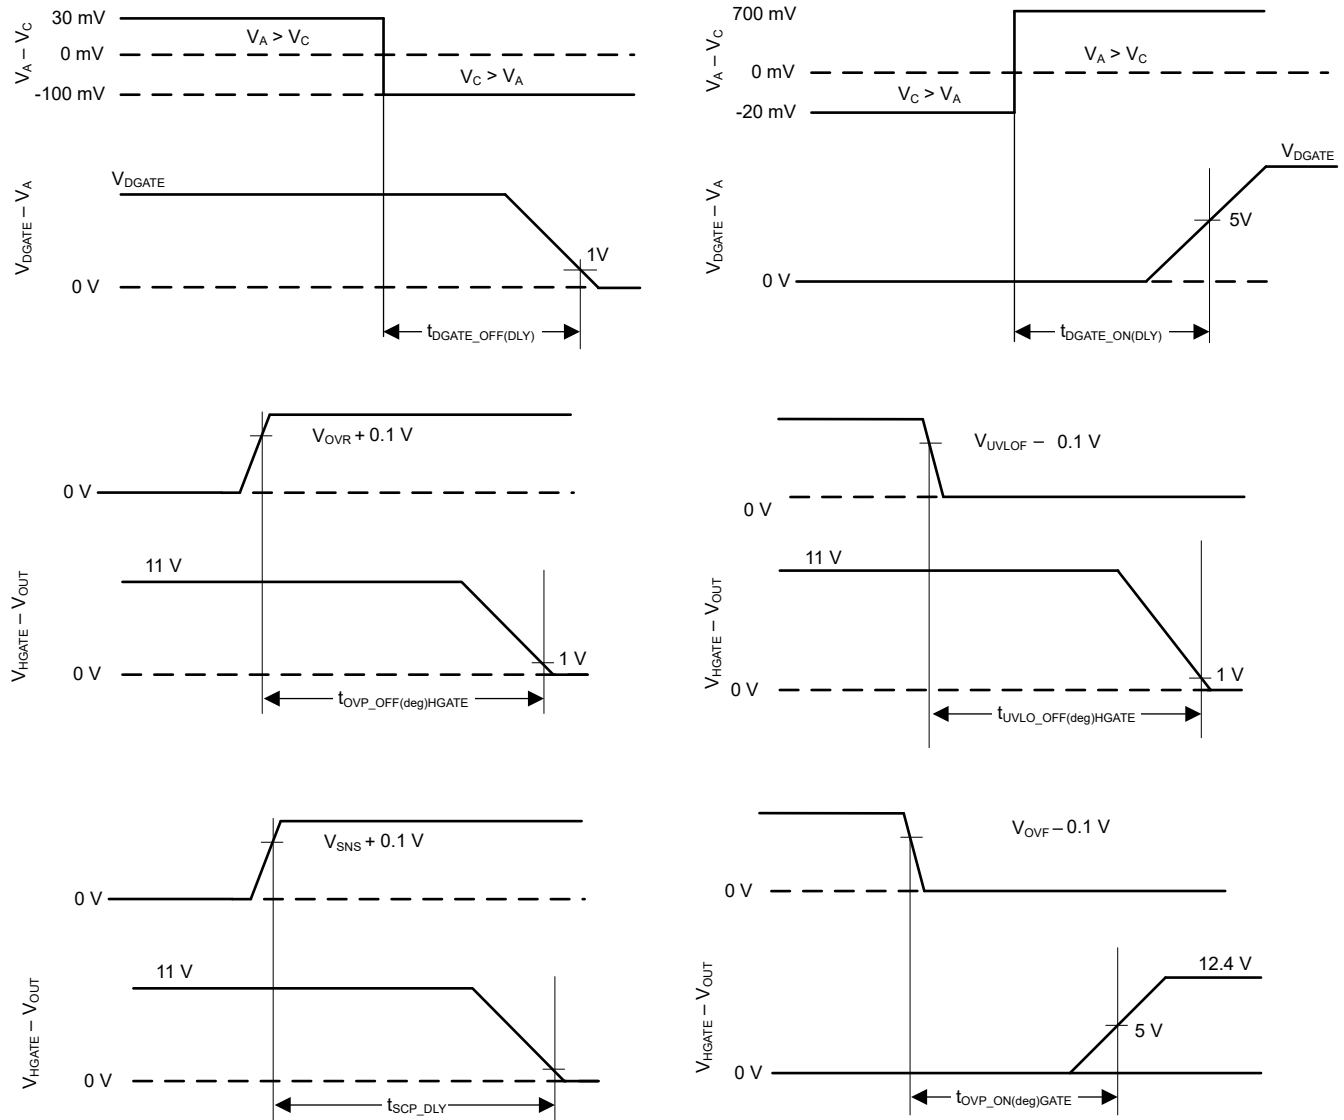 V_A – V_C
30 mV
V_A > V_C
0 mV
V_C > V_A
-100 mV
V_DGATE – V_A
V_DGATE
1V
0 V
t_DGATE_OFF(DLY)
V_A – V_C
700 mV
V_A > V_C
0 mV
V_C > V_A
-20 mV
V_DGATE – V_A
V_DGATE
5V
0 V
t_DGATE_ON(DLY)
V_OVR + 0.1 V
0 V
V_HGATE – V_OUT
11 V
1 V
0 V
t_OVP_OFF(deg)HGATE
V_UVLOF – 0.1 V
0 V
V_HGATE – V_OUT
11 V
1 V
0 V
t_UVLO_OFF(deg)HGATE
V_SNS + 0.1 V
0 V
V_HGATE – V_OUT
11 V
0 V
t_SCP_DLY
V_OVF – 0.1 V
0 V
V_HGATE – V_OUT
12.4 V
5 V
0 V
t_OVP_ON(deg)GATE